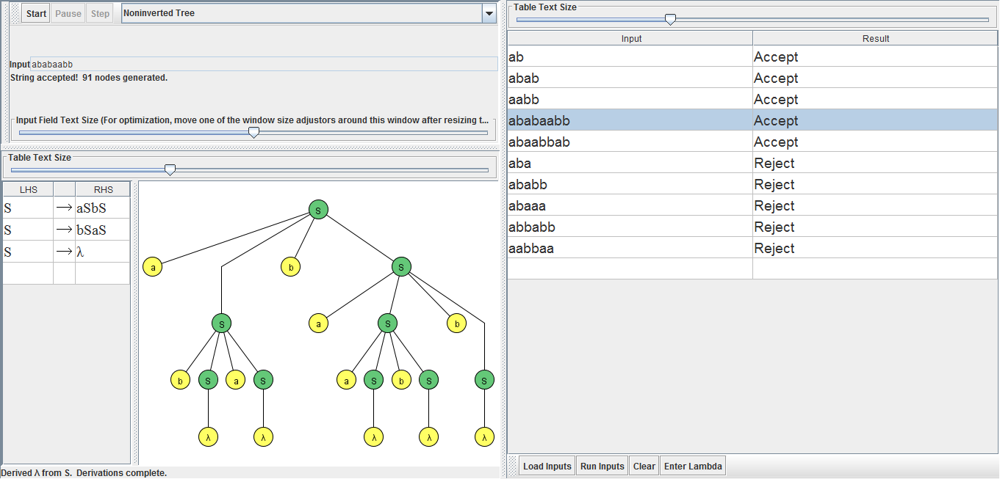 Start Pause Step Noninverted Tree
Input ababaabb
String accepted! 91 nodes generated.
Input Field Text Size (For optimization, move one of the window size adjustors around this window after resizing t...
Table Text Size
LHS RHS
S → aSbS
S → bSaS
S → λ
S
a b S
S a S b
b S a S a S b S S
λ λ λ λ λ
Derived λ from S. Derivations complete.
Table Text Size
Input Result
ab Accept
abab Accept
aabb Accept
ababaabb Accept
abaabbab Accept
aba Reject
ababb Reject
abaaa Reject
abbabb Reject
aabbaa Reject
Load Inputs Run Inputs Clear Enter Lambda